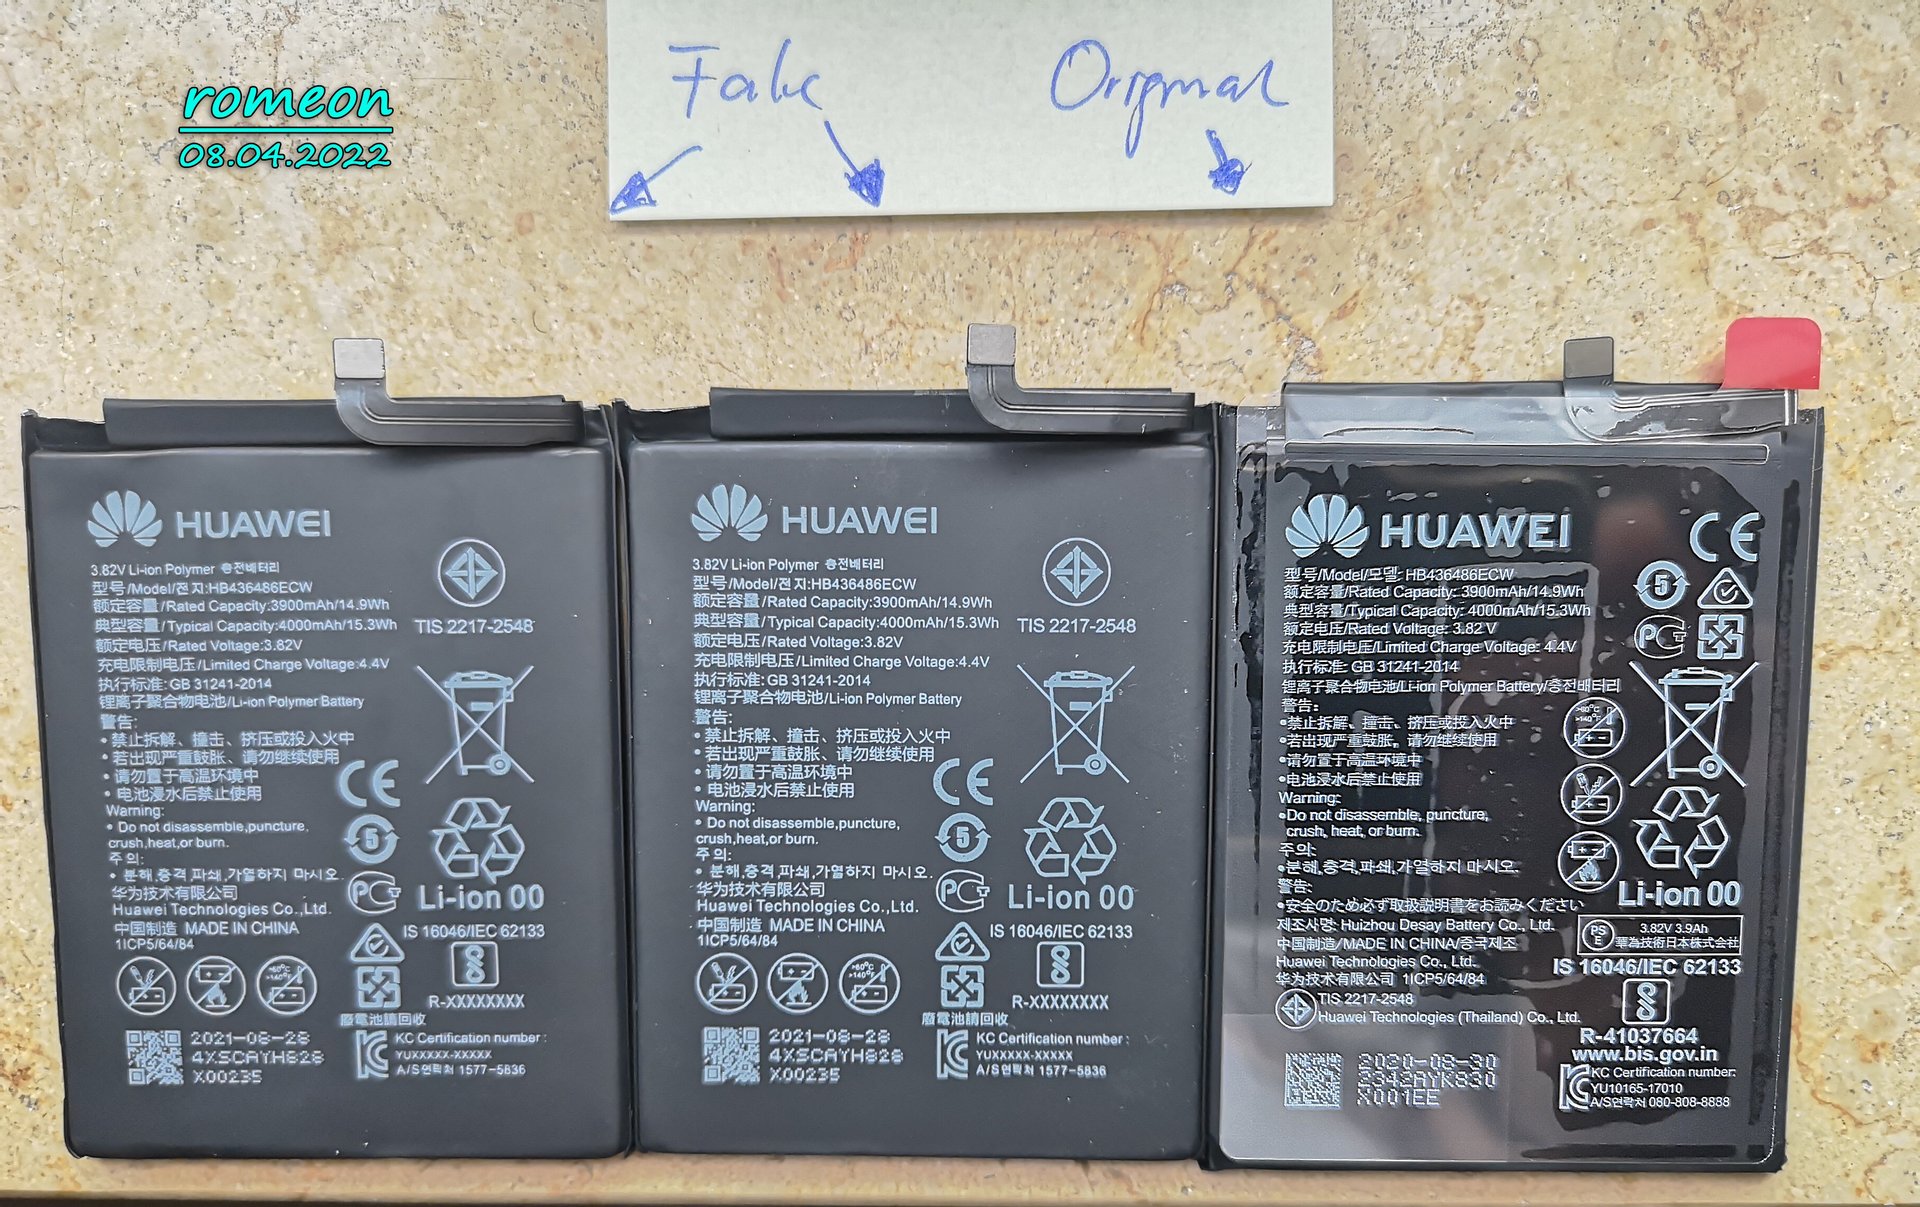 romeon
08.04.2022
Fake
Original
HUAWEI
3.82V Li-ion Polymer 충전배터리
型号/Model/전지:HB436486ECW
额定容量/Rated Capacity:3900mAh/14.9Wh
典型容量/Typical Capacity:4000mAh/15.3Wh
额定电压/Rated Voltage:3.82V
充电限制电压/Limited Charge Voltage:4.4V
执行标准: GB 31241-2014
锂离子聚合物电池/Li-ion Polymer Battery
警告:
• 禁止拆解、撞击、挤压或投入火中
• 若出现严重鼓胀、请勿继续使用
• 请勿置于高温环境中
• 电池浸水后禁止使用
Warning:
• Do not disassemble,puncture,
crush,heat,or burn.
주의:
• 분해,충격,파쇄,가열하지 마시오.
华为技术有限公司
Huawei Technologies Co.,Ltd.
中国制造 MADE IN CHINA
1ICP5/64/84
>60°C
>140°F
2021-08-28
4XSCAYH828
X00235
TIS 2217-2548
CE
5
Li-ion 00
IS 16046/IEC 62133
R-XXXXXXXX
廢電池請回收
KC Certification number :
YUXXXXX-XXXXX
A/S연락처 1577-5836
HUAWEI
3.82V Li-ion Polymer 충전배터리
型号/Model/전지:HB436486ECW
额定容量/Rated Capacity:3900mAh/14.9Wh
典型容量/Typical Capacity:4000mAh/15.3Wh
额定电压/Rated Voltage:3.82V
充电限制电压/Limited Charge Voltage:4.4V
执行标准: GB 31241-2014
锂离子聚合物电池/Li-ion Polymer Battery
警告:
• 禁止拆解、撞击、挤压或投入火中
• 若出现严重鼓胀、请勿继续使用
• 请勿置于高温环境中
• 电池浸水后禁止使用
Warning:
• Do not disassemble,puncture,
crush,heat,or burn.
주의:
• 분해,충격,파쇄,가열하지 마시오.
华为技术有限公司
Huawei Technologies Co.,Ltd.
中国制造 MADE IN CHINA
1ICP5/64/84
>60°C
>140°F
2021-08-28
4XSCAYH828
X00235
TIS 2217-2548
CE
5
Li-ion 00
IS 16046/IEC 62133
R-XXXXXXXX
廢電池請回收
KC Certification number :
YUXXXXX-XXXXX
A/S연락처 1577-5836
HUAWEI
CE
型号/Model/모델: HB436486ECW
额定容量/Rated Capacity: 3900mAh/14.9Wh
典型容量/Typical Capacity: 4000mAh/15.3Wh
额定电压/Rated Voltage: 3.82 V
充电限制电压/Limited Charge Voltage: 4.4V
执行标准: GB 31241-2014
锂离子聚合物电池/Li-ion Polymer Battery/충전배터리
警告:
•禁止拆解、撞击、挤压或投入火中
•若出现严重鼓胀，请勿继续使用
•请勿置于高温环境中
•电池浸水后禁止使用
Warning:
•Do not disassemble, puncture,
crush, heat, or burn.
주의:
•분해,충격,파쇄,가열하지 마시오.
警告:
•安全のため必ず取扱説明書をお読みください
제조사명: Huizhou Desay Battery Co., Ltd.
中国制造/MADE IN CHINA/중국제조
Huawei Technologies Co., Ltd.
华为技术有限公司 1ICP5/64/84
TIS 2217-2548
Huawei Technologies (Thailand) Co., Ltd.
2020-08-30
2342AYK830
X001EE
5
>60°C
>140°F
Li-ion 00
PS
E
3.82V 3.9Ah
華為技術日本株式会社
IS 16046/IEC 62133
R-41037664
www.bis.gov.in
KC Certification number:
YU10165-17010
A/S연락처 080-808-8888